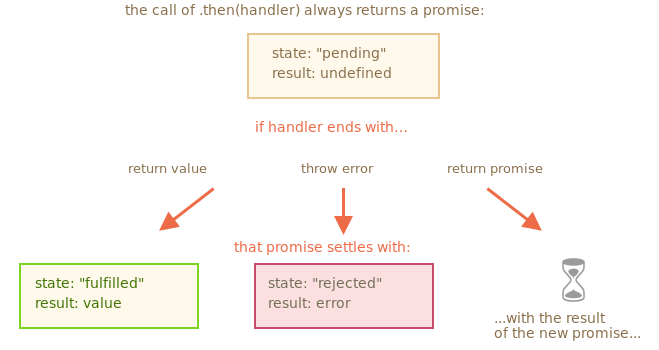 the call of .then(handler) always returns a promise:
state: "pending"
result: undefined
if handler ends with…
return value
throw error
return promise
that promise settles with:
state: "fulfilled"
result: value
state: "rejected"
result: error
...with the result
of the new promise...